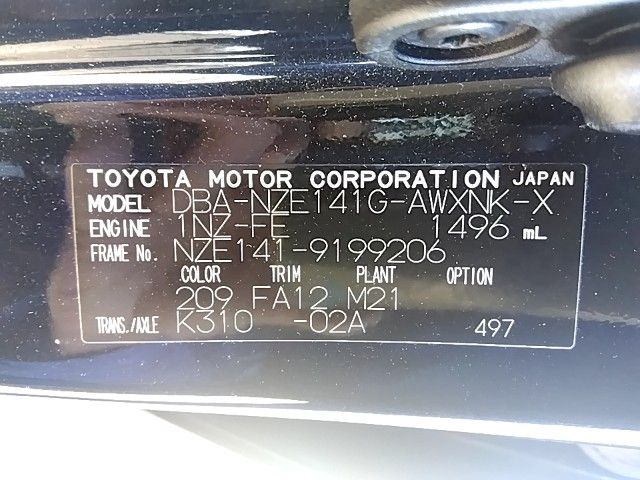 TOYOTA MOTOR CORPORATION JAPAN
MODEL DBA-NZE141G-AWXNK-X
ENGINE 1NZ-FE 1496 mL
FRAME No. NZE141-9199206
COLOR TRIM PLANT OPTION
209 FA12 M21
TRANS./AXLE K310 -02A 497